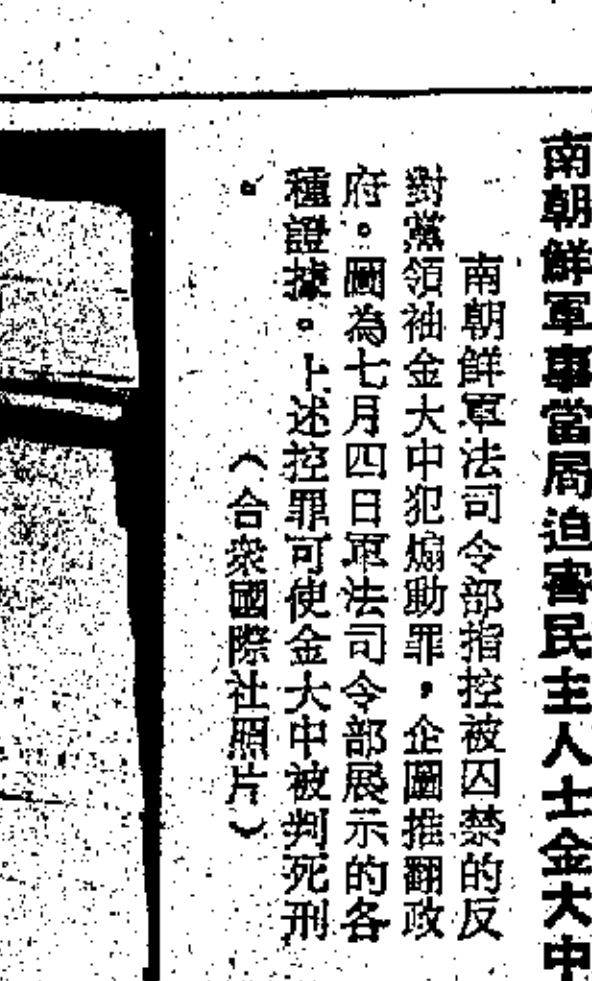 南朝鮮軍事當局迫害民主人士金大中
南朝鮮軍法司令部指控被囚禁的反
對黨領袖金大中犯煽動罪，企圖推翻政
府。圖為七月四日軍法司令部展示的各
種證據。上述控罪可使金大中被判死刑
。
（合衆國際社照片）